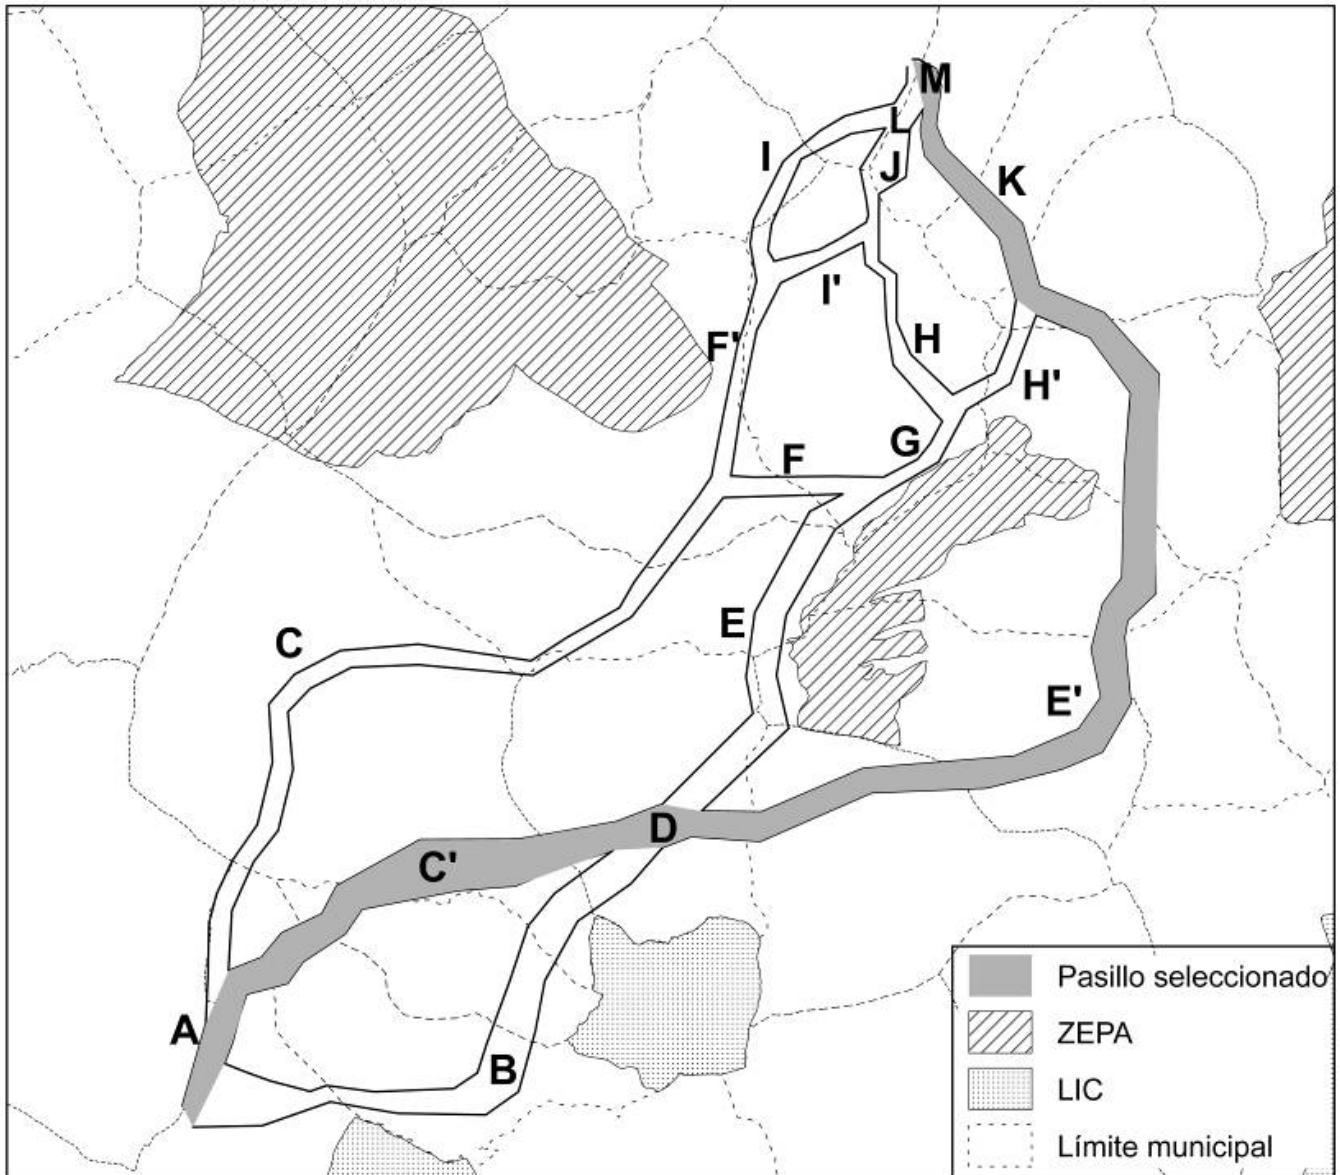 M
L
I
J
K
I'
F'
H
H'
G
F
E
C
E'
D
C'
A
B
Pasillo seleccionado
ZEPA
LIC
Límite municipal